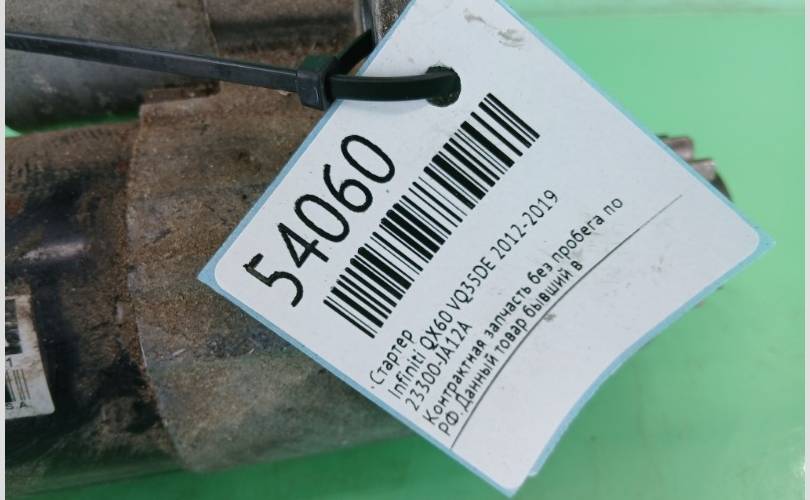 54060
Стартер
Infiniti QX60 VQ35DE 2012-2019
23300-JA12A
Контрактная запчасть без пробега по
РФ.Данный товар бывший в